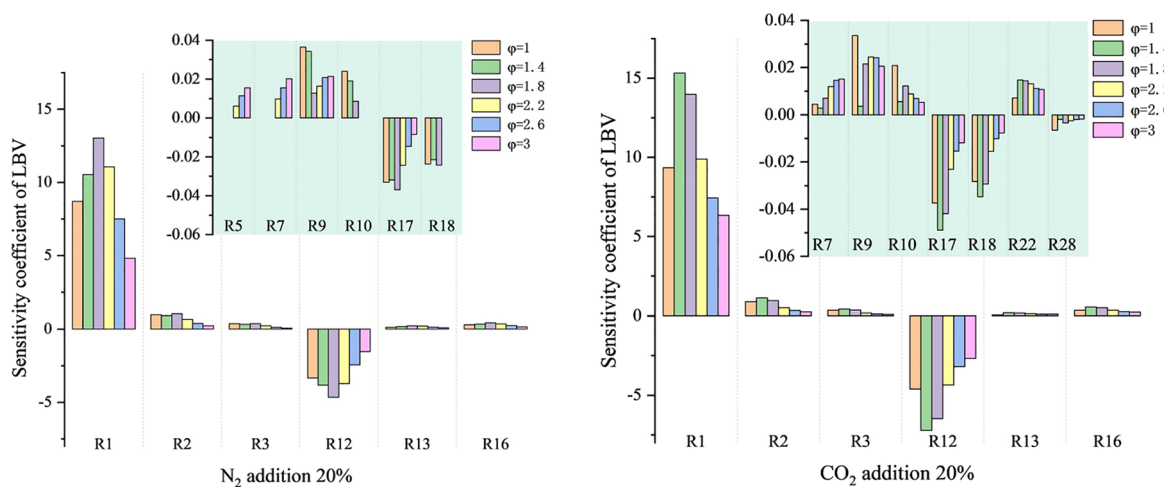 Sensitivity coefficient of LBV
15
10
5
0
-5
R1 R2 R3 R12 R13 R16
N₂ addition 20%
0.04
0.02
0.00
-0.02
-0.04
-0.06
R5 R7 R9 R10 R17 R18
φ=1
φ=1.4
φ=1.8
φ=2.2
φ=2.6
φ=3
Sensitivity coefficient of LBV
15
10
5
0
-5
R1 R2 R3 R12 R13 R16
CO₂ addition 20%
0.04
0.02
0.00
-0.02
-0.04
-0.06
R7 R9 R10 R17 R18 R22 R28
φ=1
φ=1.
φ=1.
φ=2.
φ=2.
φ=3